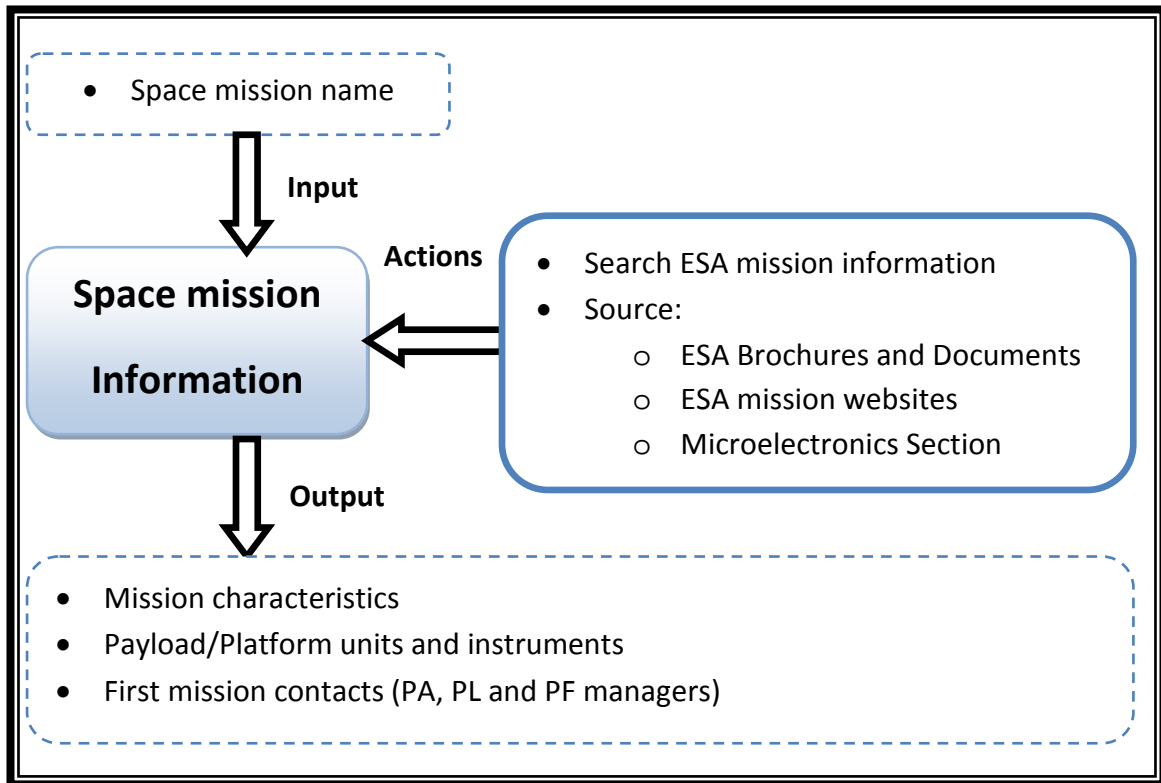 • Space mission name
Input
Space mission
Information
Actions
• Search ESA mission information
• Source:
o ESA Brochures and Documents
o ESA mission websites
o Microelectronics Section
Output
• Mission characteristics
• Payload/Platform units and instruments
• First mission contacts (PA, PL and PF managers)